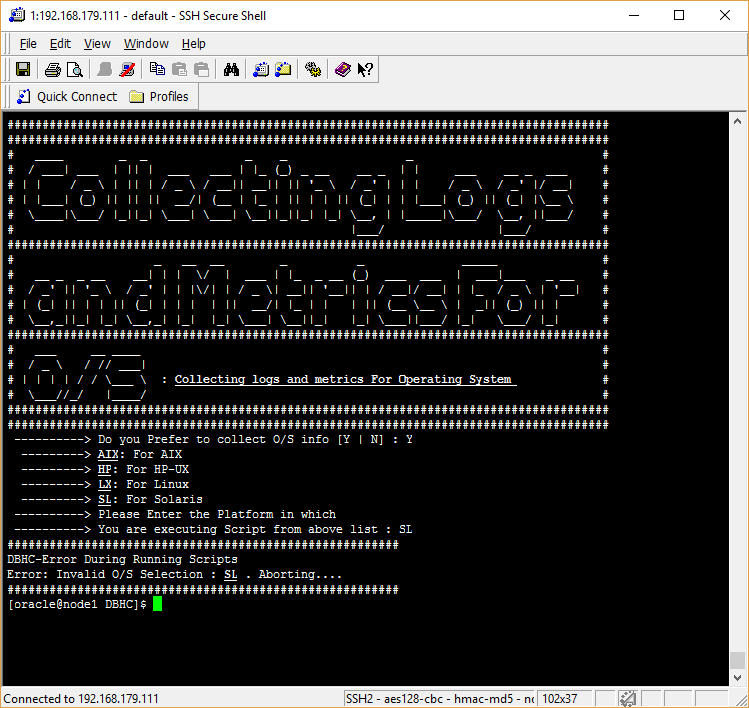 1:192.168.179.111 - default - SSH Secure Shell
File Edit View Window Help
Quick Connect Profiles
################################################################################
################################################################################
CollectingLogs
################################################################################
andMetricsFor
################################################################################
O/S : Collecting logs and metrics For Operating System
################################################################################
################################################################################
----------> Do you Prefer to collect O/S info [Y | N] : Y
----------> AIX: For AIX
----------> HP: For HP-UX
----------> LX: For Linux
----------> SL: For Solaris
----------> Please Enter the Platform in which
----------> You are executing Script from above list : SL
########################################################
DBHC-Error During Running Scripts
Error: Invalid O/S Selection : SL . Aborting....
########################################################
[oracle@node1 DBHC]$
Connected to 192.168.179.111 SSH2 - aes128-cbc - hmac-md5 - 102x37